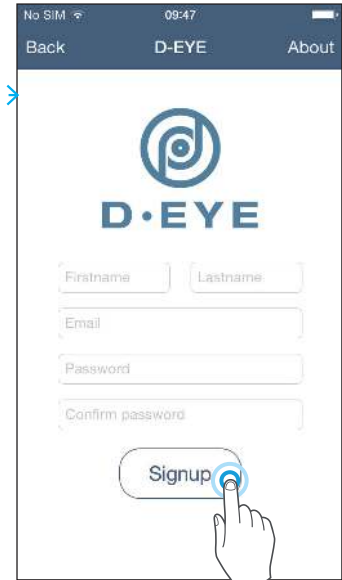 No SIM 09:47
Back D-EYE About
D·EYE
Firstname Lastname
Email
Password
Confirm password
Signup